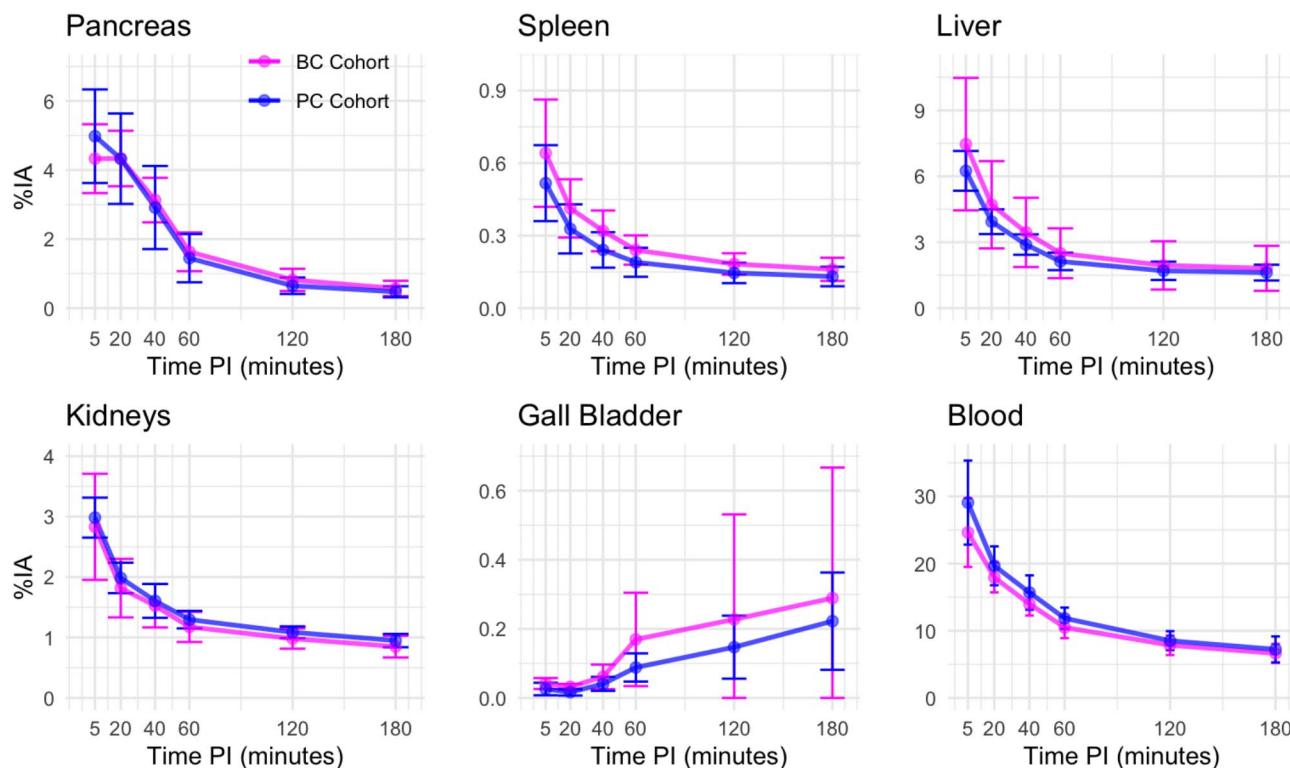 Pancreas
BC Cohort
PC Cohort
%IA
6
4
2
0.0
5 20 40 60 120 180
Time PI (minutes)
Spleen
0.9
0.6
0.3
0.0
5 20 40 60 120 180
Time PI (minutes)
Liver
9
6
3
0
5 20 40 60 120 180
Time PI (minutes)
Kidneys
%IA
4
3
2
1
0
5 20 40 60 120 180
Time PI (minutes)
Gall Bladder
0.6
0.4
0.2
0.0
5 20 40 60 120 180
Time PI (minutes)
Blood
30
20
10
0
5 20 40 60 120 180
Time PI (minutes)